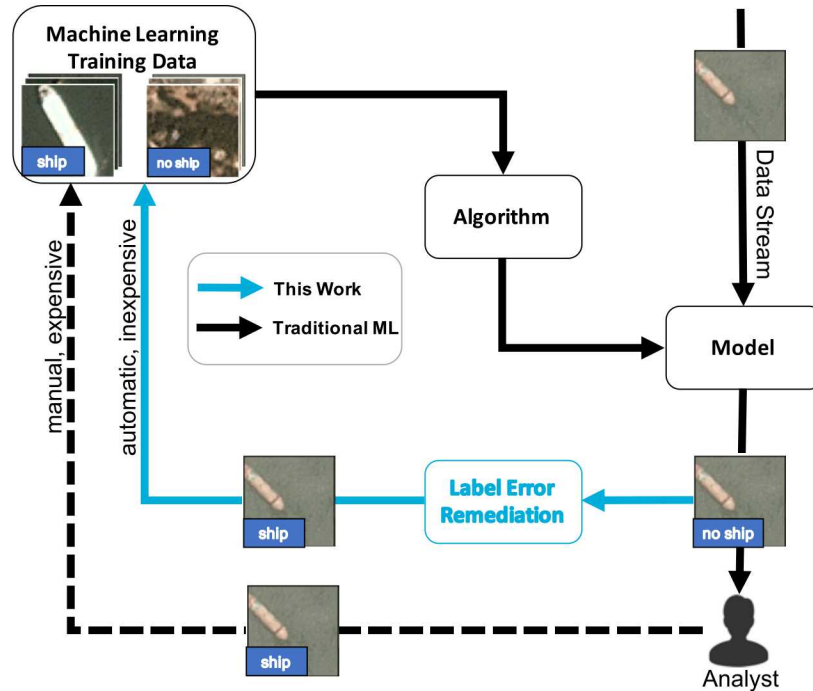 Machine Learning
Training Data
ship
no ship
Data Stream
Algorithm
manual, expensive
automatic, inexpensive
This Work
Traditional ML
Model
Label Error
Remediation
ship
no ship
ship
Analyst